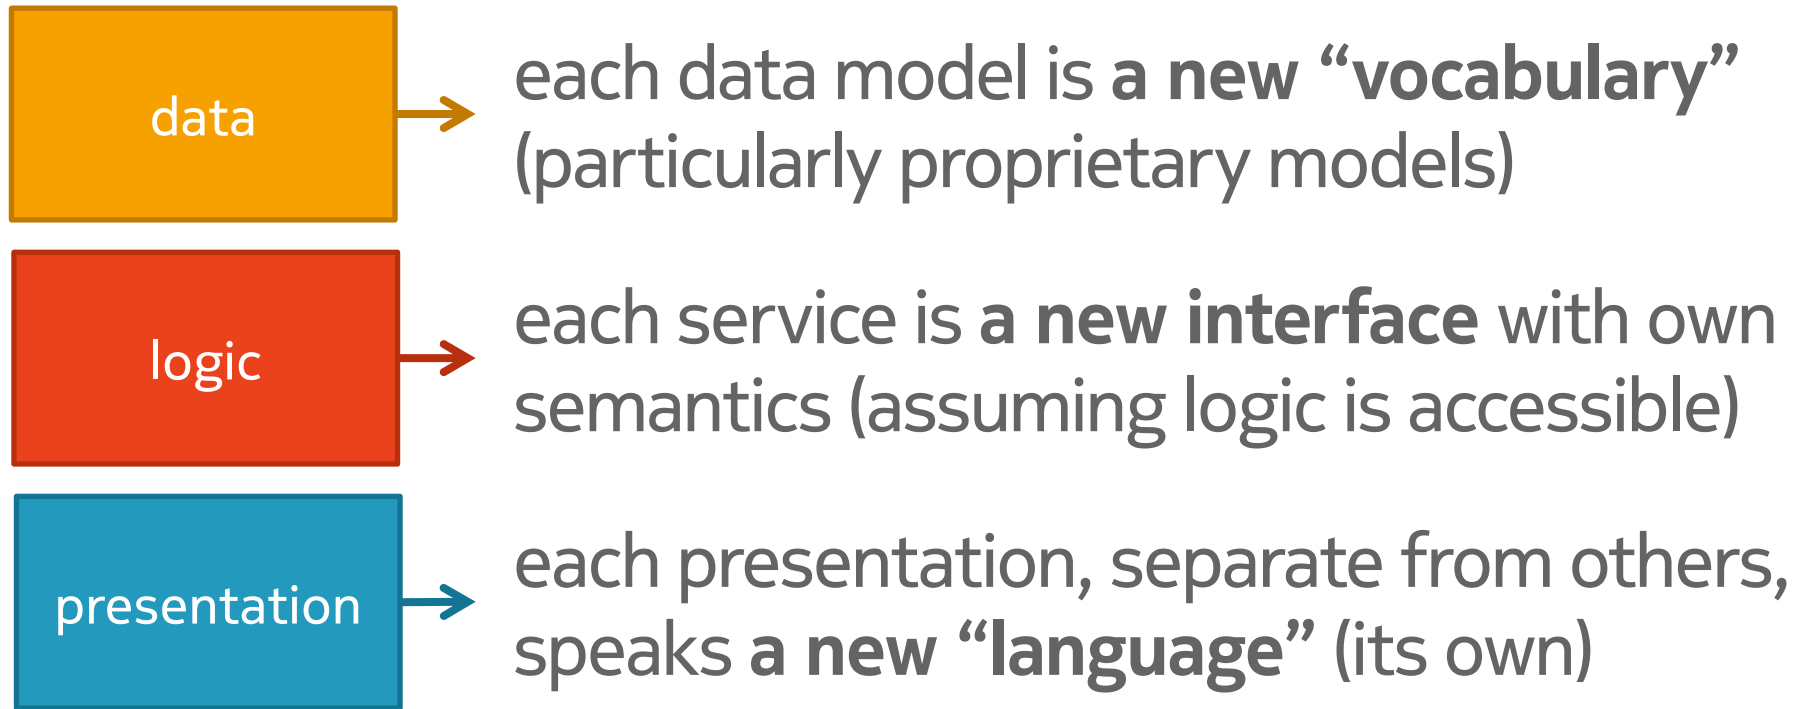 data
each data model is a new “vocabulary”
(particularly proprietary models)
logic
each service is a new interface with own
semantics (assuming logic is accessible)
presentation
each presentation, separate from others,
speaks a new “language” (its own)